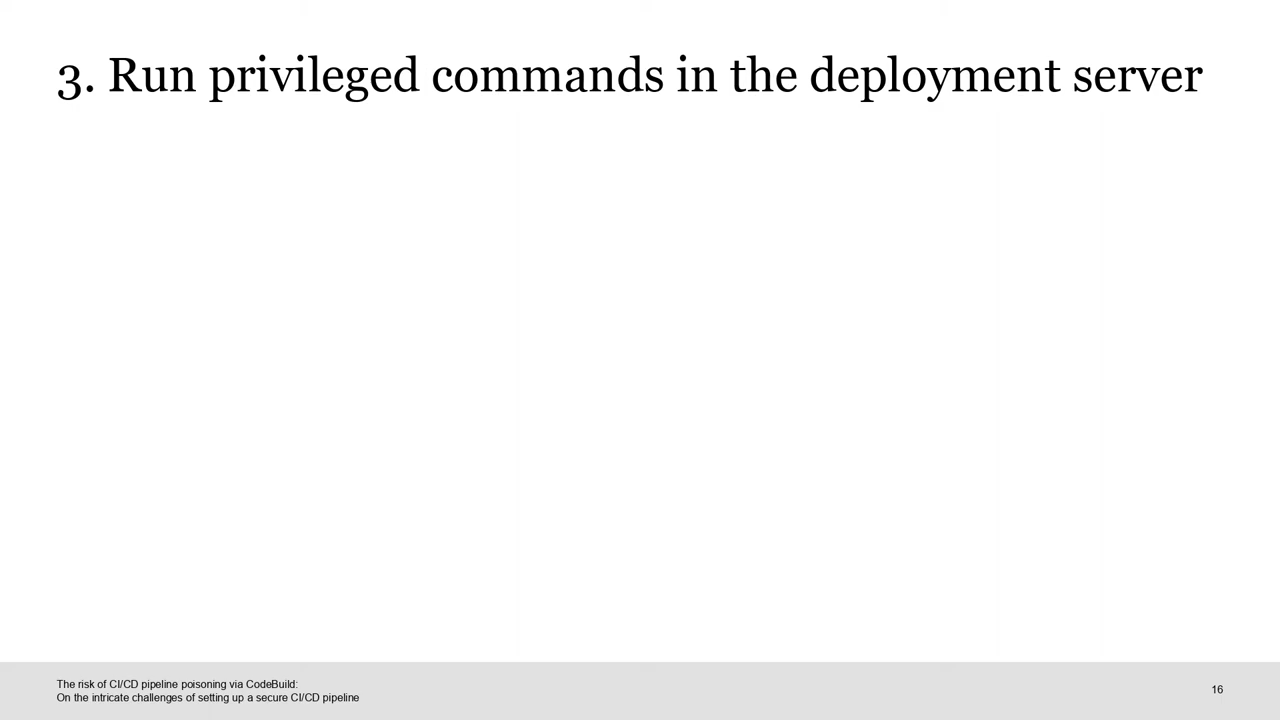 3. Run privileged commands in the deployment server
The risk of CI/CD pipeline poisoning via CodeBuild:
On the intricate challenges of setting up a secure CI/CD pipeline
16